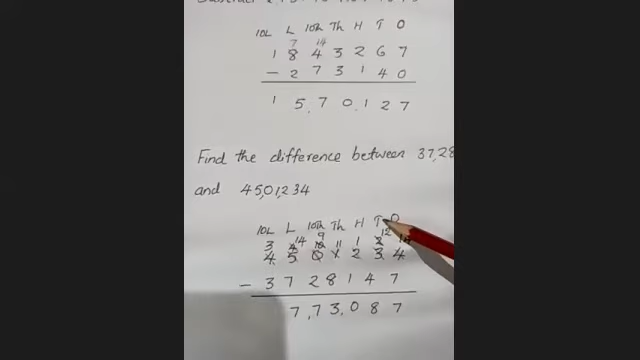 10L L 10Th Th H T O
7 14
1 8 4 3 2 6 7
- 2 7 3 1 4 0
1 5,7 0,1 2 7
Find the difference between 37,28
and 45,01,234
10L L 10Th Th H T O
3 14 9 11 1 12
4 5 0 1 2 3 4
- 3 7 2 8 1 4 7
7,7 3,0 8 7